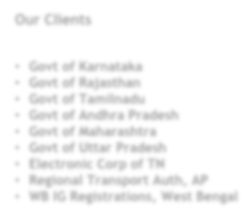 Our Clients
• Govt of Karnataka
• Govt of Rajasthan
• Govt of Tamilnadu
• Govt of Andhra Pradesh
• Govt of Maharashtra
• Govt of Uttar Pradesh
• Electronic Corp of TN
• Regional Transport Auth, AP
• WB IG Registrations, West Bengal